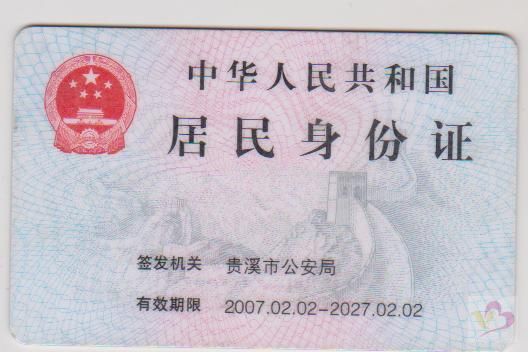 中华人民共和国
居民身份证
签发机关 贵溪市公安局
有效期限 2007.02.02-2027.02.02